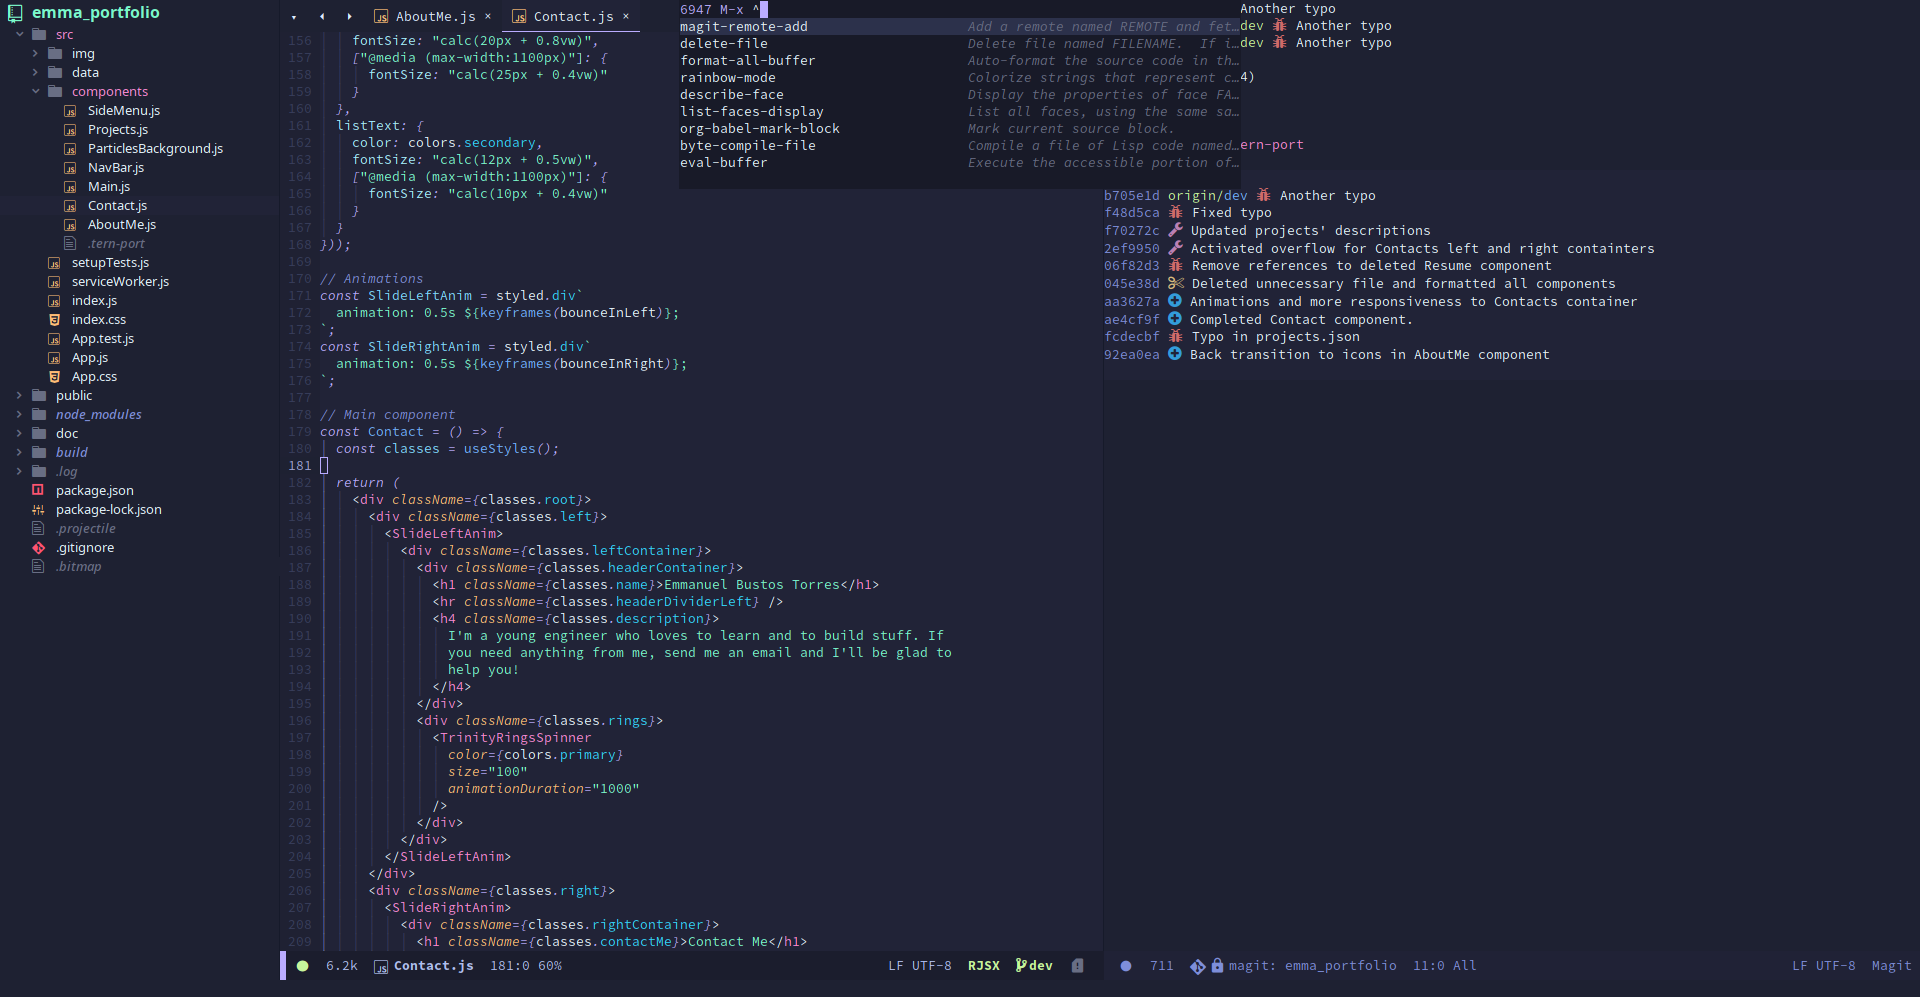 emma_portfolio
src
img
data
components
SideMenu.js
Projects.js
ParticlesBackground.js
NavBar.js
Main.js
Contact.js
AboutMe.js
.tern-port
setupTests.js
serviceWorker.js
index.js
index.css
App.test.js
App.js
App.css
public
node_modules
doc
build
.log
package.json
package-lock.json
.projectile
.gitignore
.bitmap
AboutMe.js ×
Contact.js ×
156 fontSize: "calc(20px + 0.8vw)",
157 ["@media (max-width:1100px)"]: {
158 fontSize: "calc(25px + 0.4vw)"
159 }
160 },
161 listText: {
162 color: colors.secondary,
163 fontSize: "calc(12px + 0.5vw)",
164 ["@media (max-width:1100px)"]: {
165 fontSize: "calc(10px + 0.4vw)"
166 }
167 }
168 }));
169
170 // Animations
171 const SlideLeftAnim = styled.div`
172 animation: 0.5s ${keyframes(bounceInLeft)};
173 `;
174 const SlideRightAnim = styled.div`
175 animation: 0.5s ${keyframes(bounceInRight)};
176 `;
177
178 // Main component
179 const Contact = () => {
180 const classes = useStyles();
181
182 return (
183 <div className={classes.root}>
184 <div className={classes.left}>
185 <SlideLeftAnim>
186 <div className={classes.leftContainer}>
187 <div className={classes.headerContainer}>
188 <h1 className={classes.name}>Emmanuel Bustos Torres</h1>
189 <hr className={classes.headerDividerLeft} />
190 <h4 className={classes.description}>
191 I'm a young engineer who loves to learn and to build stuff. If
192 you need anything from me, send me an email and I'll be glad to
193 help you!
194 </h4>
195 </div>
196 <div className={classes.rings}>
197 <TrinityRingsSpinner
198 color={colors.primary}
199 size="100"
200 animationDuration="1000"
201 />
202 </div>
203 </div>
204 </SlideLeftAnim>
205 </div>
206 <div className={classes.right}>
207 <SlideRightAnim>
208 <div className={classes.rightContainer}>
209 <h1 className={classes.contactMe}>Contact Me</h1>
6947 M-x ^
magit-remote-add Add a remote named REMOTE and fet…
delete-file Delete file named FILENAME. If i…
format-all-buffer Auto-format the source code in th…
rainbow-mode Colorize strings that represent c…
describe-face Display the properties of face FA…
list-faces-display List all faces, using the same sa…
org-babel-mark-block Mark current source block.
byte-compile-file Compile a file of Lisp code named…
eval-buffer Execute the accessible portion of…
Another typo
dev Another typo
dev Another typo
4)
ern-port
b705e1d origin/dev Another typo
f48d5ca Fixed typo
f70272c Updated projects' descriptions
2ef9950 Activated overflow for Contacts left and right containters
06f82d3 Remove references to deleted Resume component
045e38d Deleted unnecessary file and formatted all components
aa3627a Animations and more responsiveness to Contacts container
ae4cf9f Completed Contact component.
fcdecbf Typo in projects.json
92ea0ea Back transition to icons in AboutMe component
6.2k Contact.js 181:0 60% LF UTF-8 RJSX dev
711 magit: emma_portfolio 11:0 All LF UTF-8 Magit